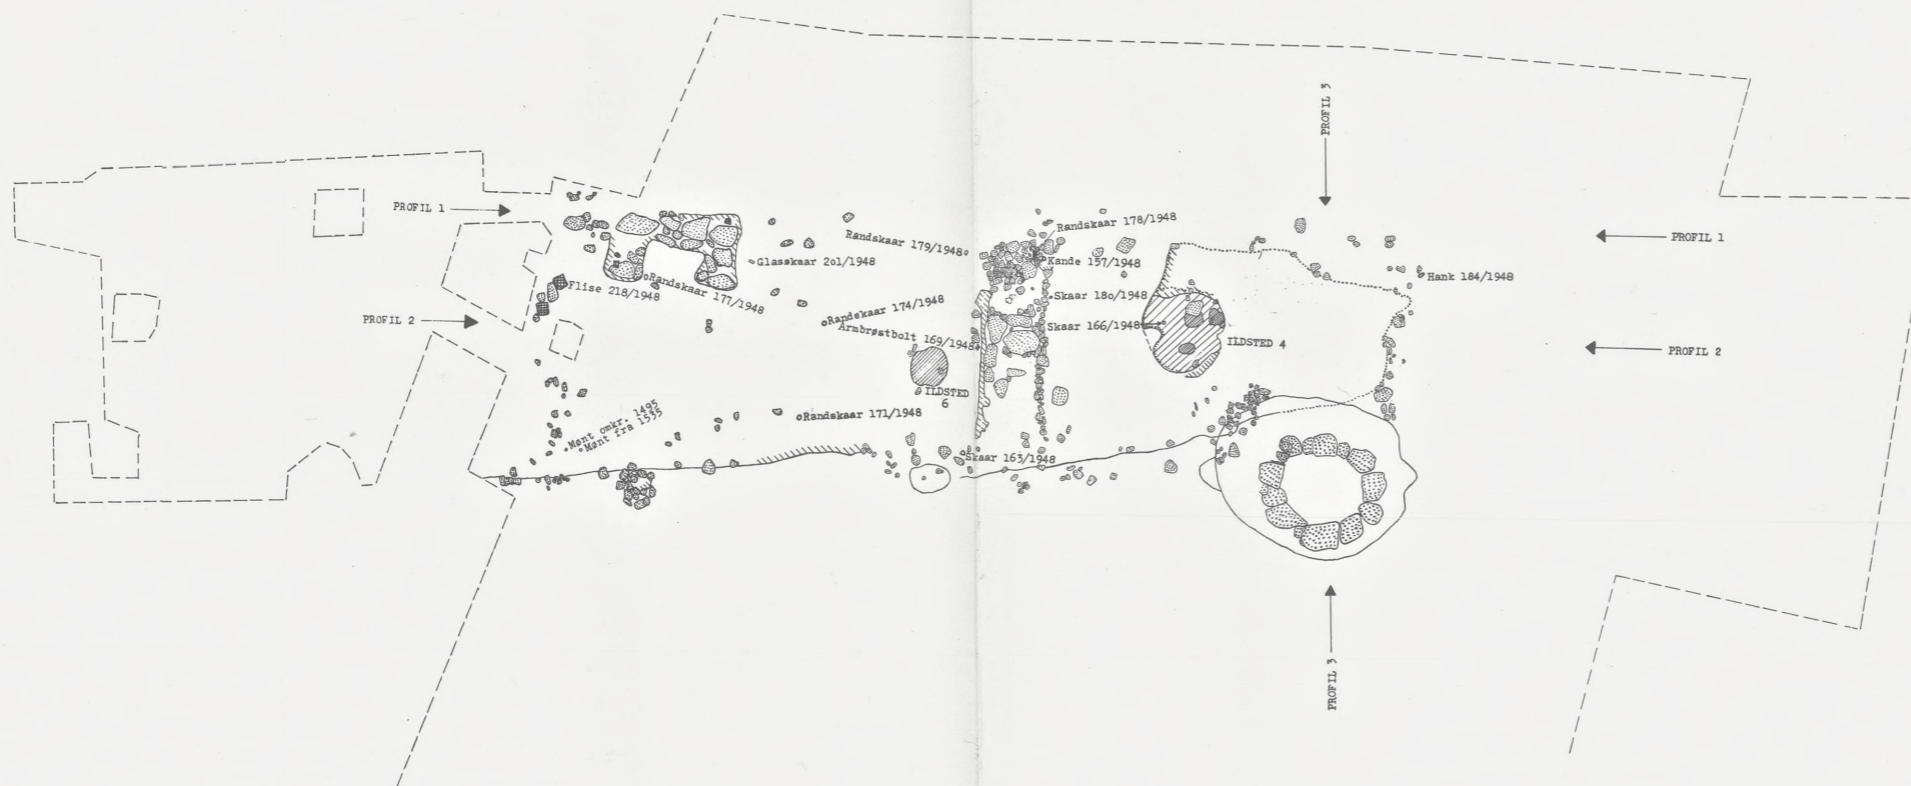 PROFIL 3
PROFIL 1
Randskaar 178/1948
Randskaar 179/1948
PROFIL 1
Glasskaar 2o1/1948
Kande 157/1948
Hank 184/1948
Flise 218/1948
Randskaar 177/1948
Skaar 18o/1948
PROFIL 2
Randskaar 174/1948
Armbrøstbolt 169/1948
Skaar 166/1948
ILDSTED 4
PROFIL 2
ILDSTED
6
Mønt omkr. 1495
Mønt fra 1535
Randskaar 171/1948
Skaar 163/1948
PROFIL 3